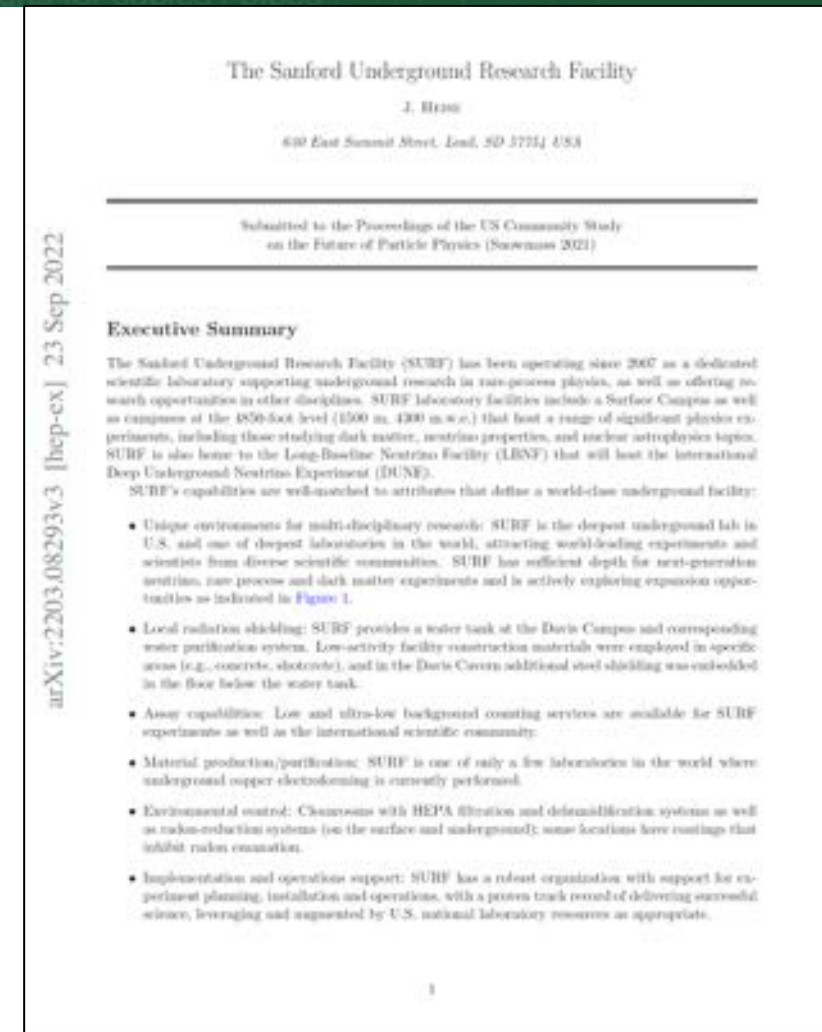 The Sanford Underground Research Facility
J. Heise
630 East Summit Street, Lead, SD 57754 USA
Submitted to the Proceedings of the US Community Study
on the Future of Particle Physics (Snowmass 2021)
arXiv:2203.08293v3 [hep-ex] 23 Sep 2022
Executive Summary
The Sanford Underground Research Facility (SURF) has been operating since 2007 as a dedicated
scientific laboratory supporting underground research in rare-process physics, as well as offering re-
search opportunities in other disciplines. SURF laboratory facilities include a Surface Campus as well
as campuses at the 4850-foot level (1500 m, 4300 m.w.e.) that host a range of significant physics ex-
periments, including those studying dark matter, neutrino properties, and nuclear astrophysics topics.
SURF is also home to the Long-Baseline Neutrino Facility (LBNF) that will host the international
Deep Underground Neutrino Experiment (DUNE).
SURF's capabilities are well-matched to attributes that define a world-class underground facility:
• Unique environments for multi-disciplinary research: SURF is the deepest underground lab in
U.S. and one of deepest laboratories in the world, attracting world-leading experiments and
scientists from diverse scientific communities. SURF has sufficient depth for next-generation
neutrino, rare process and dark matter experiments and is actively exploring expansion oppor-
tunities as indicated in Figure 1.
• Local radiation shielding: SURF provides a water tank at the Davis Campus and corresponding
water purification system. Low-activity facility construction materials were employed in specific
areas (e.g., concrete, shotcrete), and in the Davis Cavern additional steel shielding was embedded
in the floor below the water tank.
• Assay capabilities: Low and ultra-low background counting services are available for SURF
experiments as well as the international scientific community.
• Material production/purification: SURF is one of only a few laboratories in the world where
underground copper electroforming is currently performed.
• Environmental control: Cleanrooms with HEPA filtration and dehumidification systems as well
as radon-reduction systems (on the surface and underground); some locations have coatings that
inhibit radon emanation.
• Implementation and operations support: SURF has a robust organization with support for ex-
periment planning, installation and operations, with a proven track record of delivering successful
science, leveraging and augmented by U.S. national laboratory resources as appropriate.
1